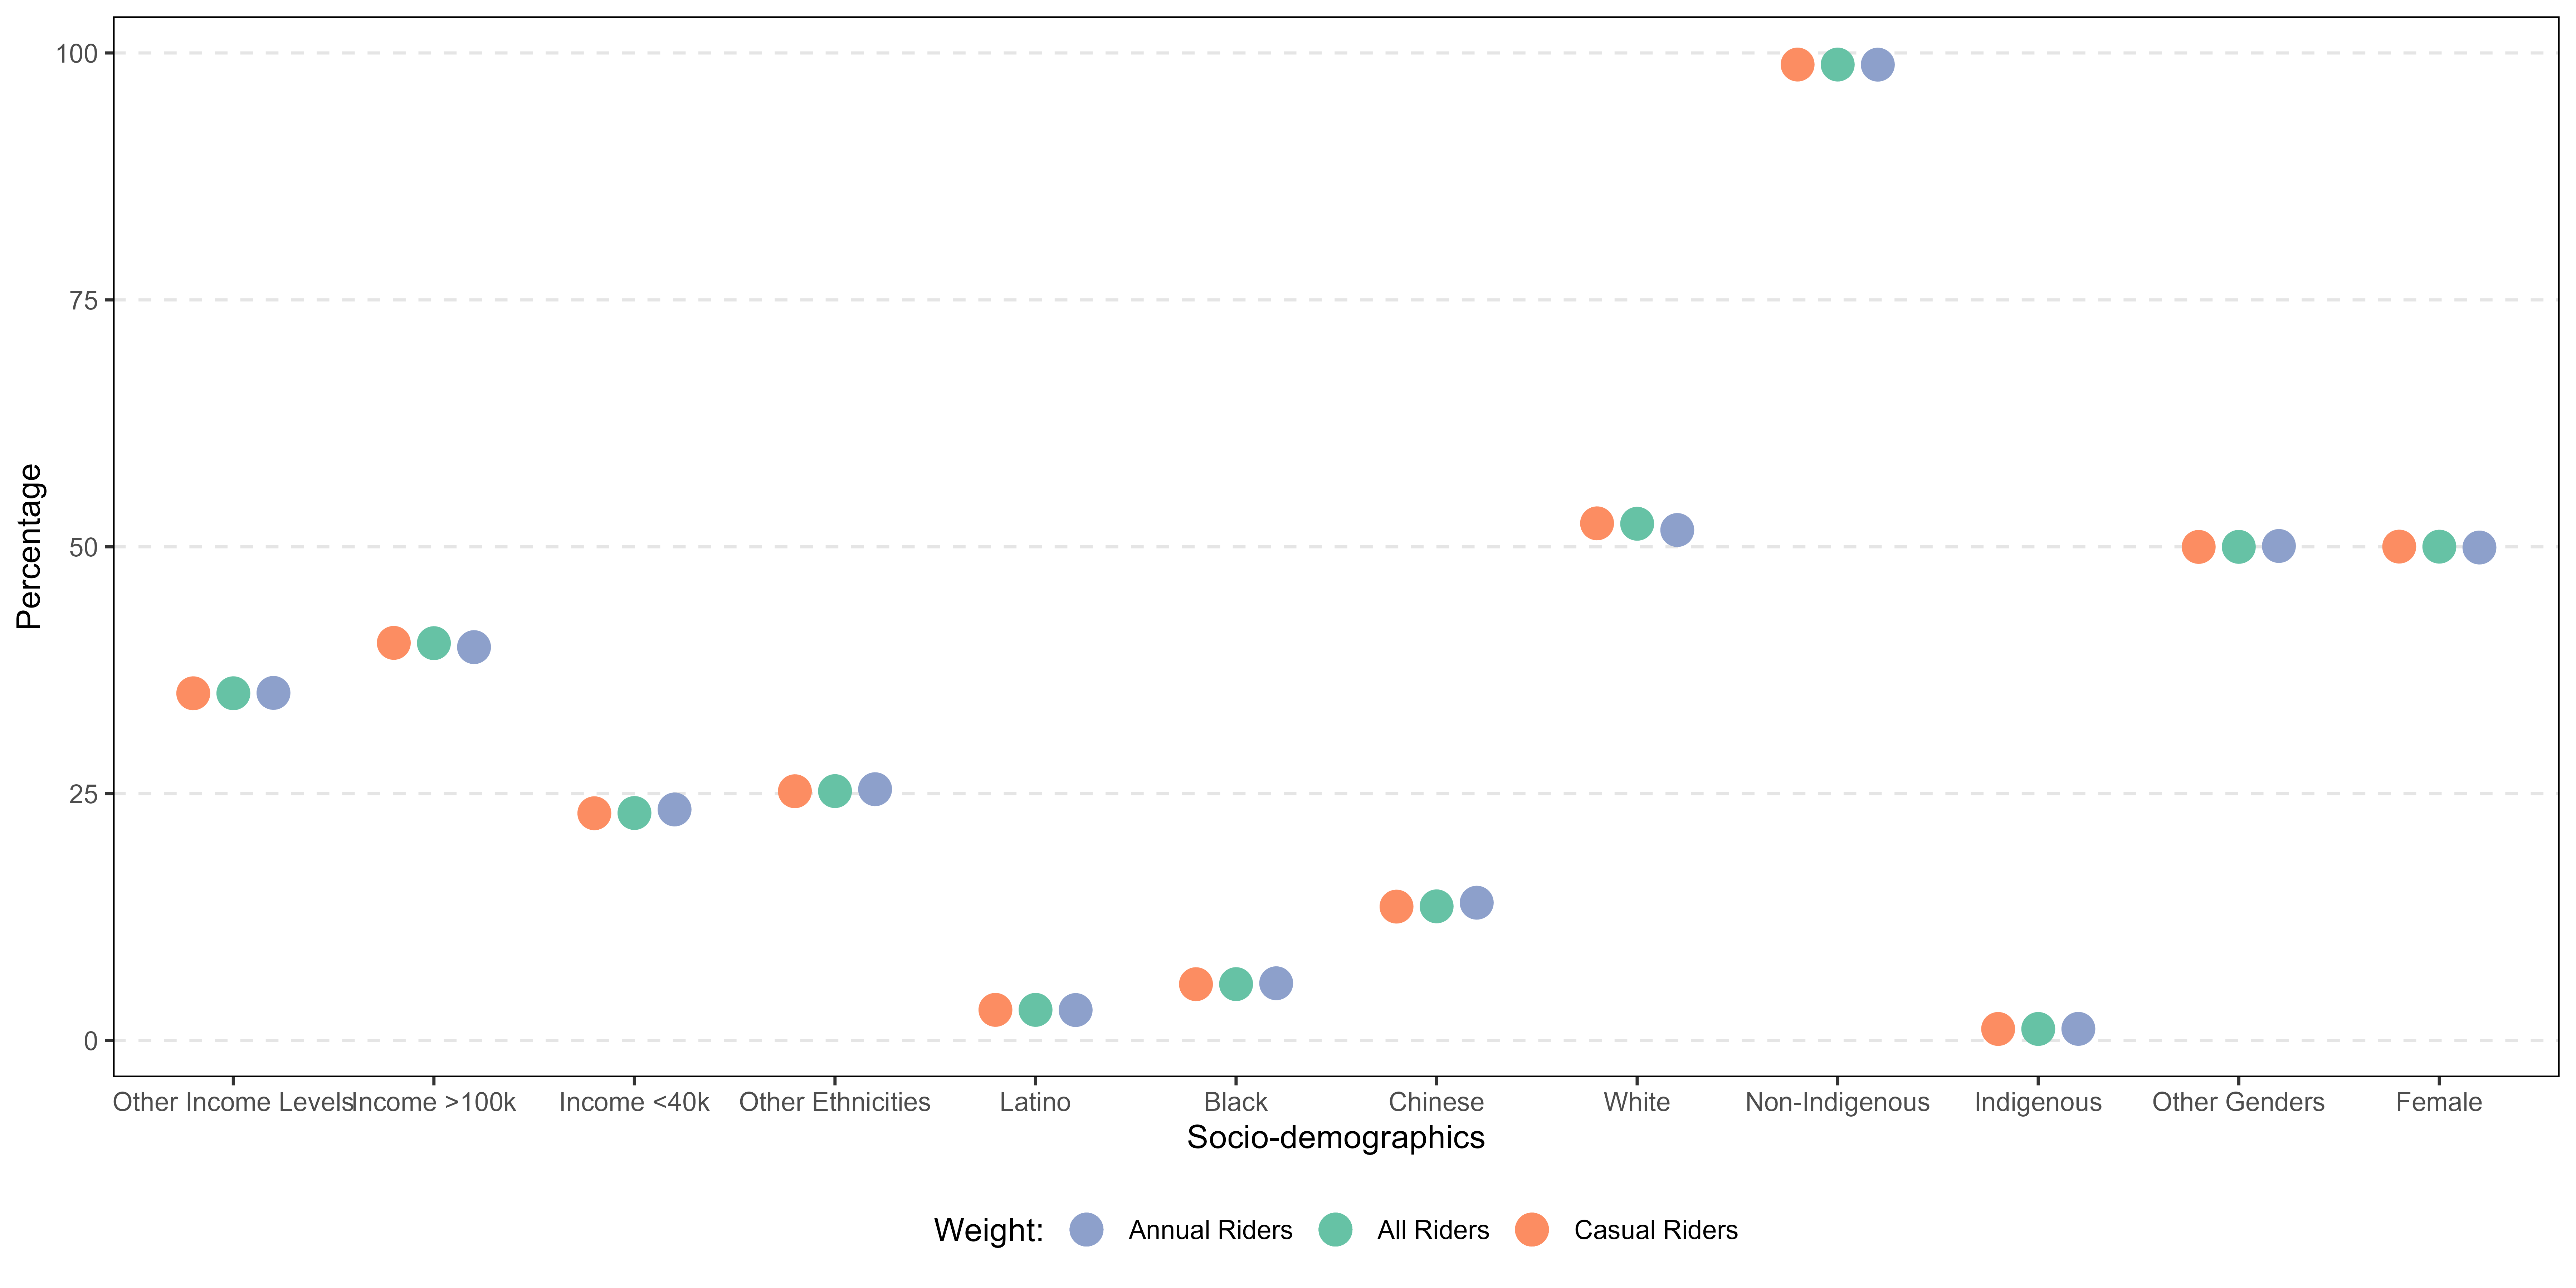 100
75
50
25
0
Percentage
Other Income Levels Income >100k Income <40k Other Ethnicities Latino Black Chinese White Non-Indigenous Indigenous Other Genders Female
Socio-demographics
Weight: Annual Riders All Riders Casual Riders